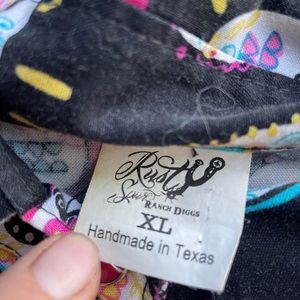 Rusty
Spur
RANCH DIGGS
XL
Handmade in Texas